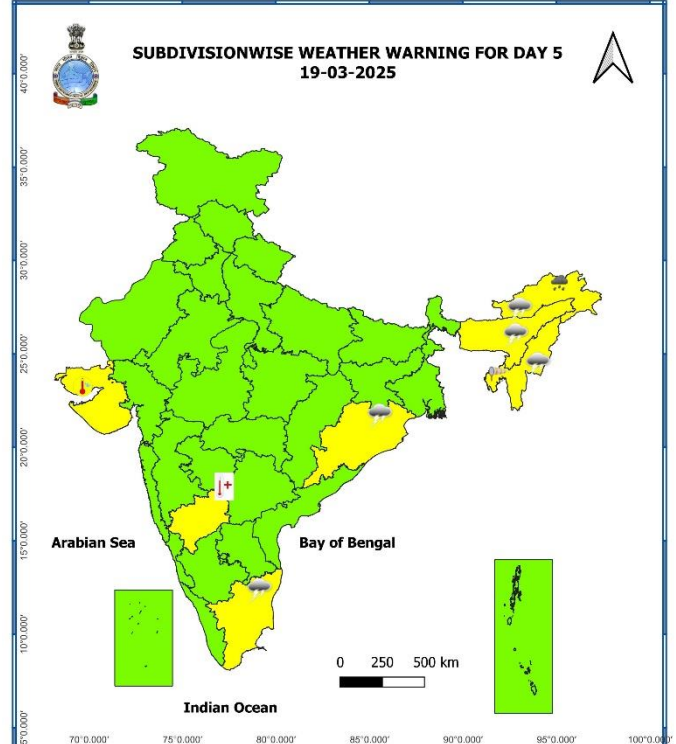 SUBDIVISIONWISE WEATHER WARNING FOR DAY 5
19-03-2025
40°0.000'
35°0.000'
30°0.000'
25°0.000'
20°0.000'
15°0.000'
10°0.000'
5°0.000'
Arabian Sea
Bay of Bengal
0 250 500 km
Indian Ocean
70°0.000' 75°0.000' 80°0.000' 85°0.000' 90°0.000' 95°0.000' 100°0.000'